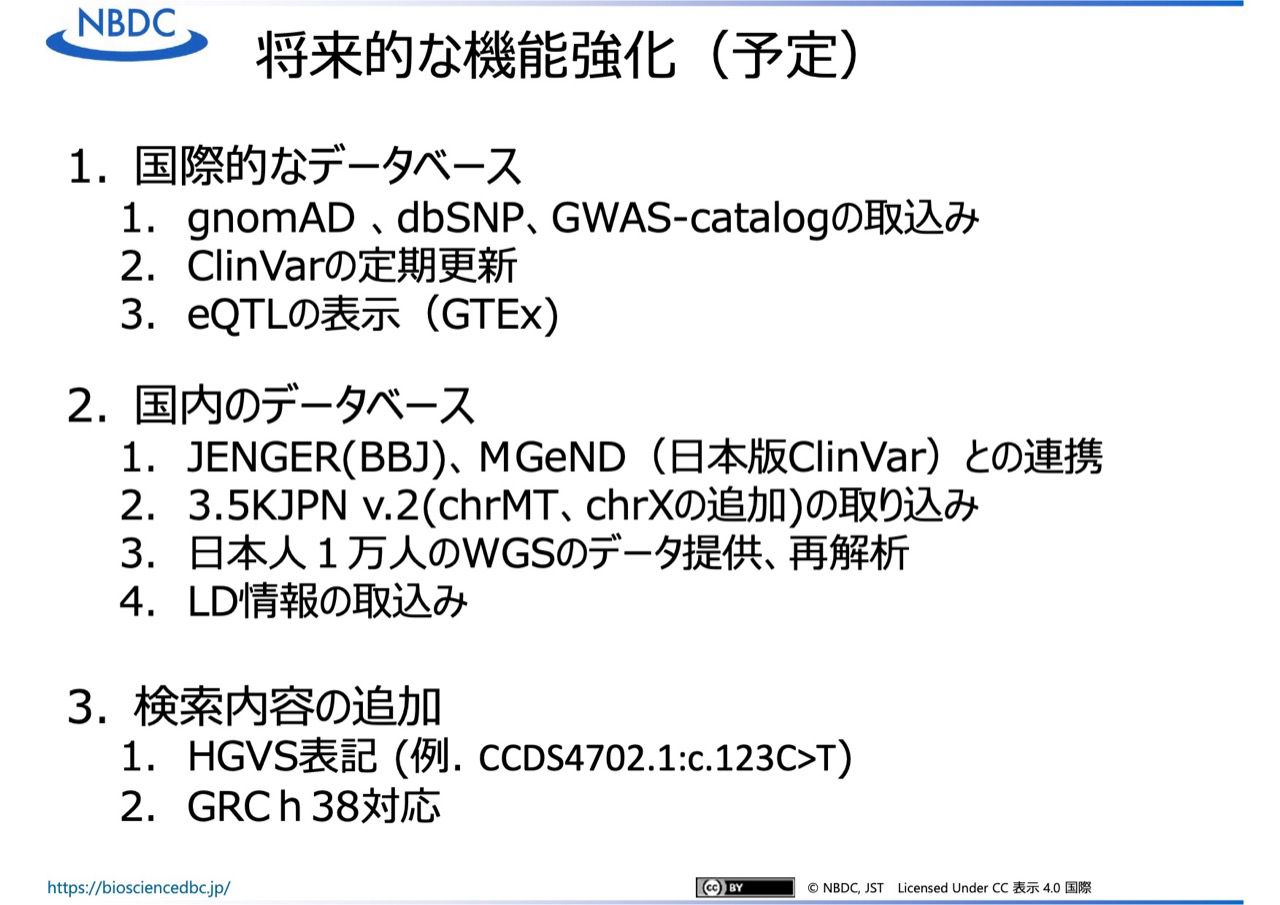 NBDC
将来的な機能強化（予定）
1. 国際的なデータベース
1. gnomAD 、dbSNP、GWAS-catalogの取込み
2. ClinVarの定期更新
3. eQTLの表示（GTEx)
2. 国内のデータベース
1. JENGER(BBJ)、MGeND（日本版ClinVar）との連携
2. 3.5KJPN v.2(chrMT、chrXの追加)の取り込み
3. 日本人１万人のWGSのデータ提供、再解析
4. LD情報の取込み
3. 検索内容の追加
1. HGVS表記 (例. CCDS4702.1:c.123C>T)
2. GRCｈ38対応
https://biosciencedbc.jp/
cc BY © NBDC, JST Licensed Under CC 表示 4.0 国際